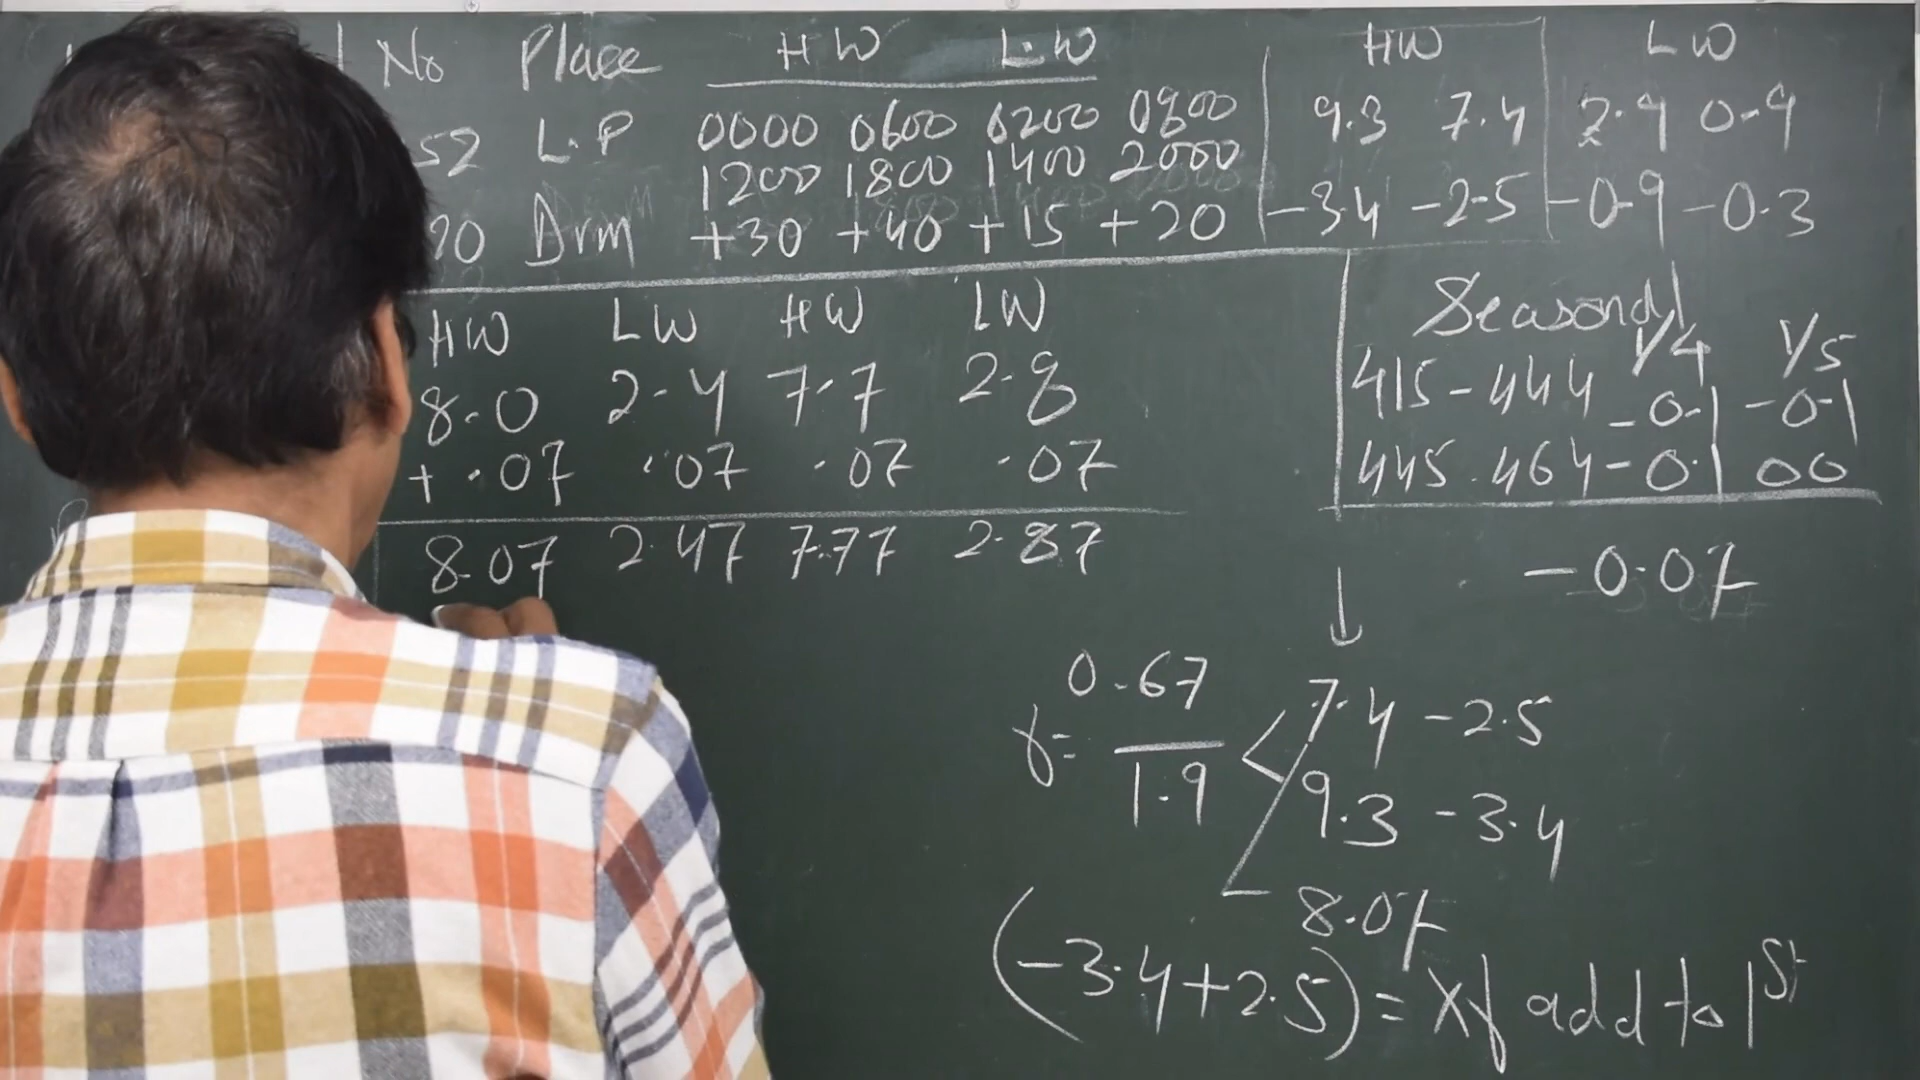 No Place HW L.W HW LW
52 L.P 0000 0600 0200 0800 9.3 7.4 2.9 0.9
1200 1800 1400 2000
20 Drm +30 +40 +15 +20 -3.4 -2.5 -0.9 -0.3
HW LW HW LW
8.0 2.4 7.7 2.8
+ .07 .07 .07 .07
8.07 2.47 7.77 2.87
Seasonal
1/4 1/5
415-444 -0.1 -0.1
445.464 -0.1 00
-0.07
0.67 7.4 -2.5
f=
1.9 9.3 -3.4
8.07
(-3.4+2.5) = Xf add to 1st